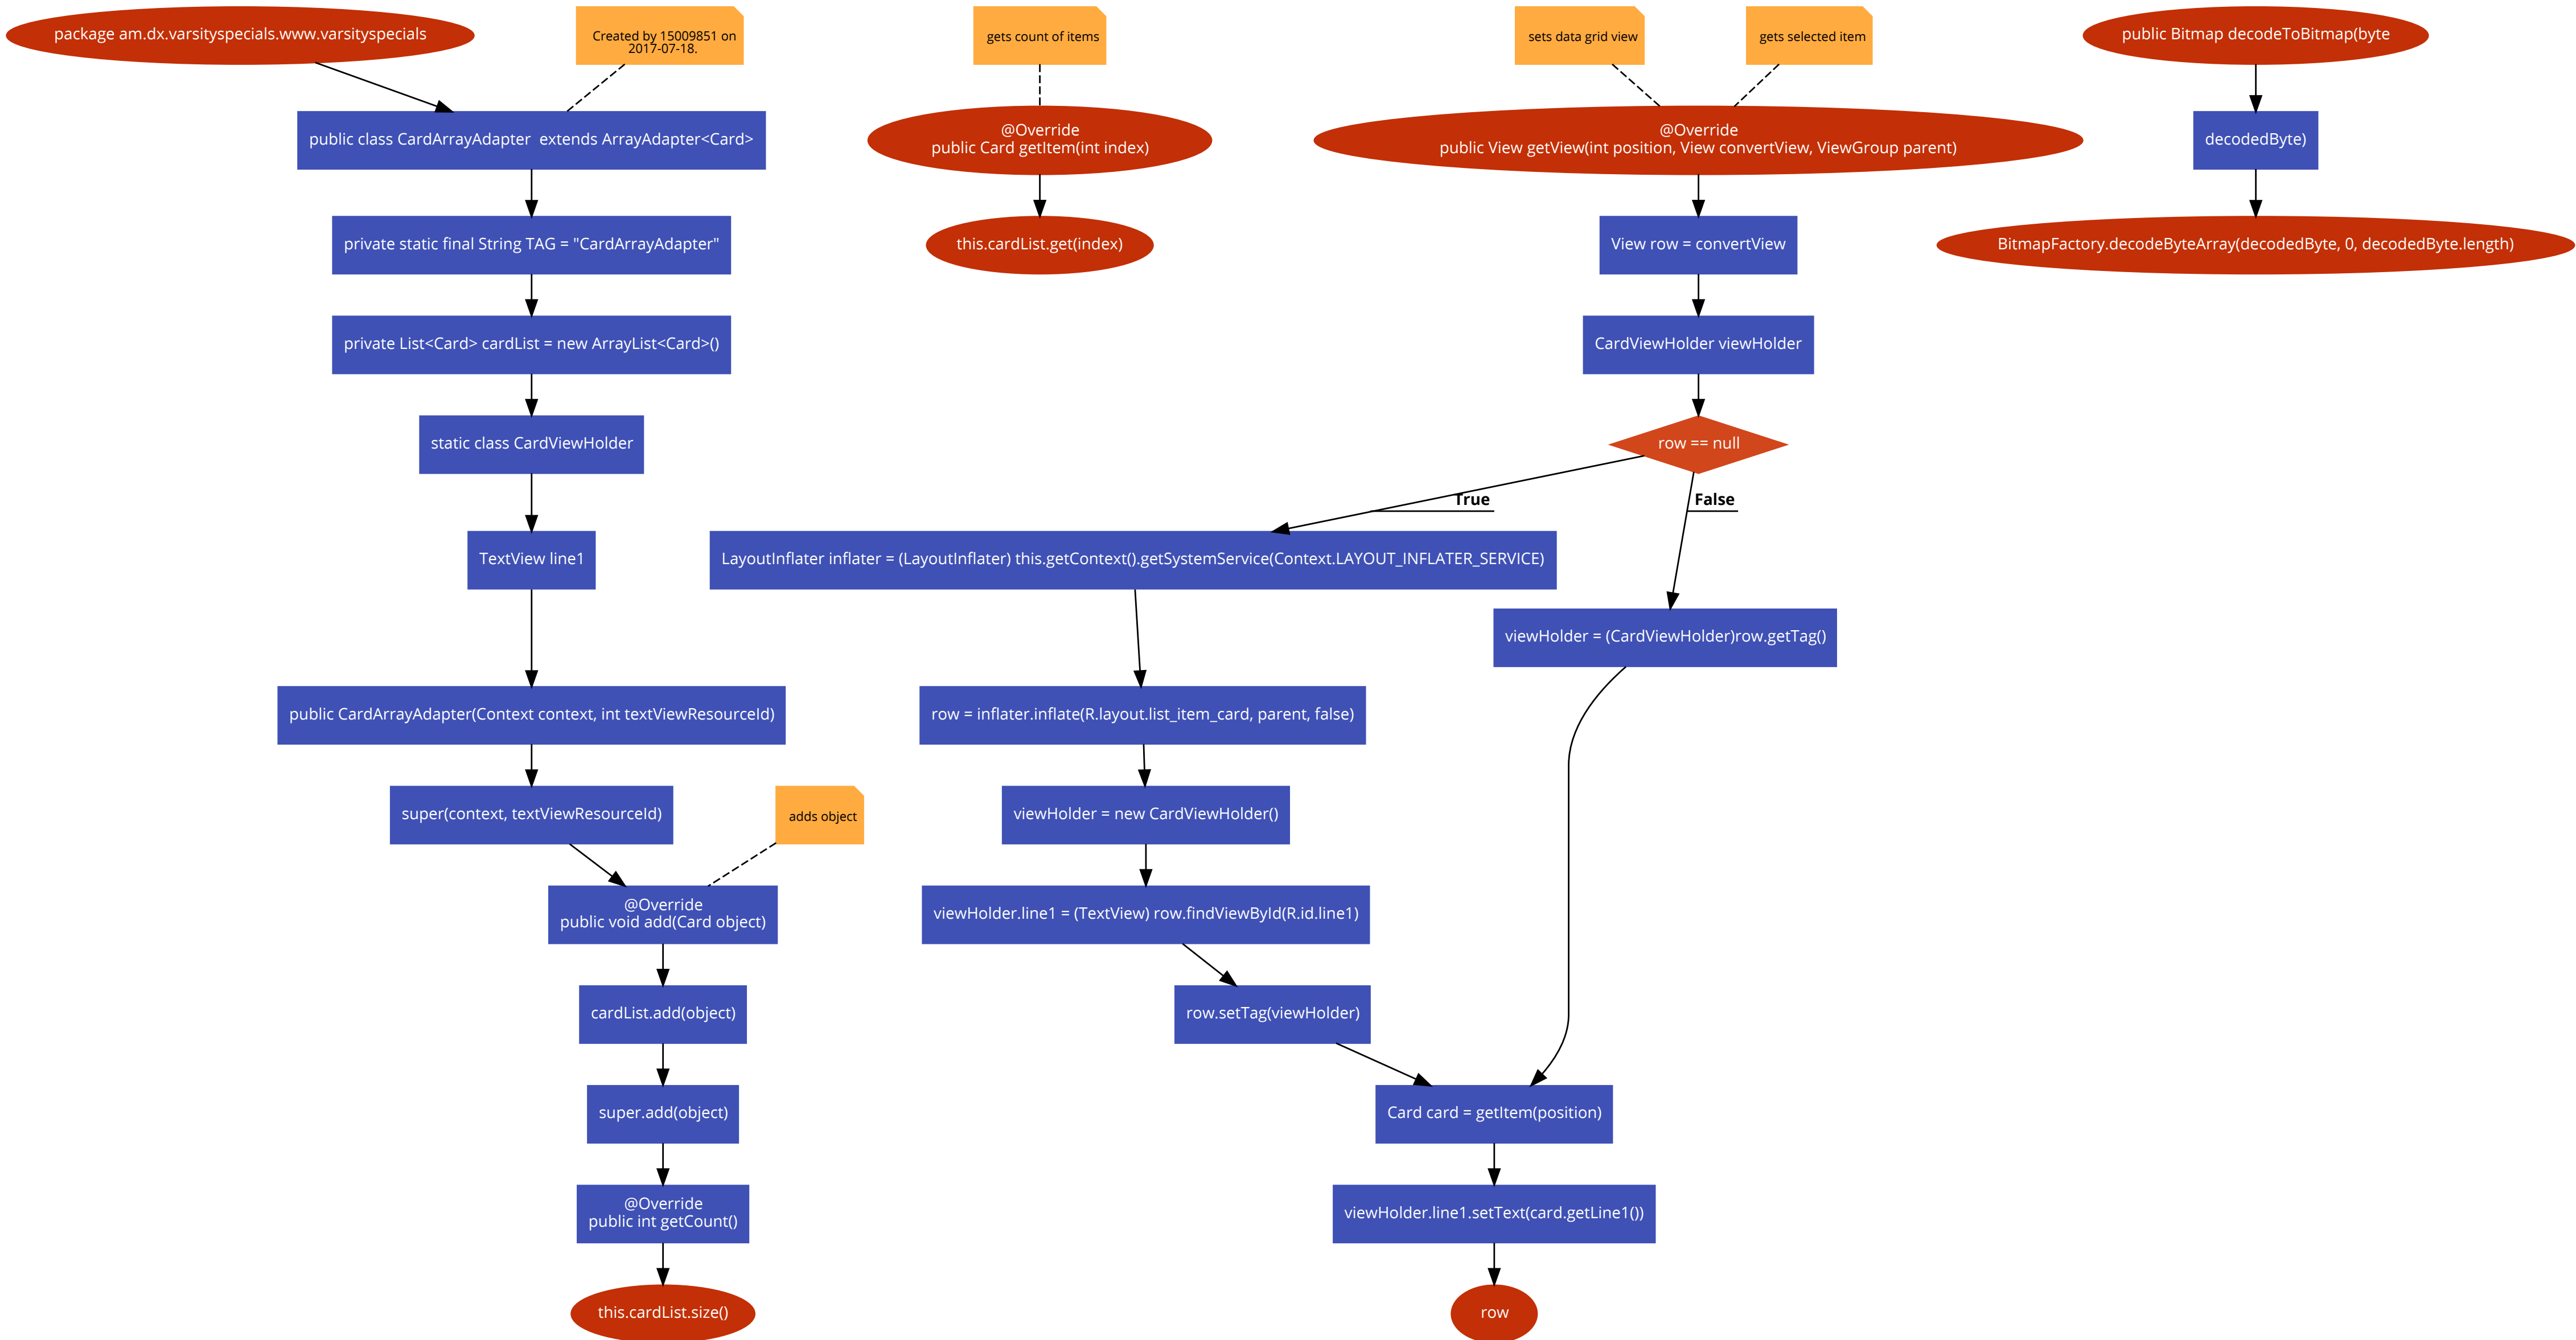 package am.dx.varsityspecials.www.varsityspecials
Created by 15009851 on
2017-07-18.
public class CardArrayAdapter  extends ArrayAdapter<Card>
private static final String TAG = "CardArrayAdapter"
private List<Card> cardList = new ArrayList<Card>()
static class CardViewHolder
TextView line1
public CardArrayAdapter(Context context, int textViewResourceId)
super(context, textViewResourceId)
adds object
@Override
public void add(Card object)
cardList.add(object)
super.add(object)
@Override
public int getCount()
this.cardList.size()
gets count of items
@Override
public Card getItem(int index)
this.cardList.get(index)
sets data grid view
gets selected item
@Override
public View getView(int position, View convertView, ViewGroup parent)
View row = convertView
CardViewHolder viewHolder
row == null
True
False
LayoutInflater inflater = (LayoutInflater) this.getContext().getSystemService(Context.LAYOUT_INFLATER_SERVICE)
viewHolder = (CardViewHolder)row.getTag()
row = inflater.inflate(R.layout.list_item_card, parent, false)
viewHolder = new CardViewHolder()
viewHolder.line1 = (TextView) row.findViewById(R.id.line1)
row.setTag(viewHolder)
Card card = getItem(position)
viewHolder.line1.setText(card.getLine1())
row
public Bitmap decodeToBitmap(byte
decodedByte)
BitmapFactory.decodeByteArray(decodedByte, 0, decodedByte.length)